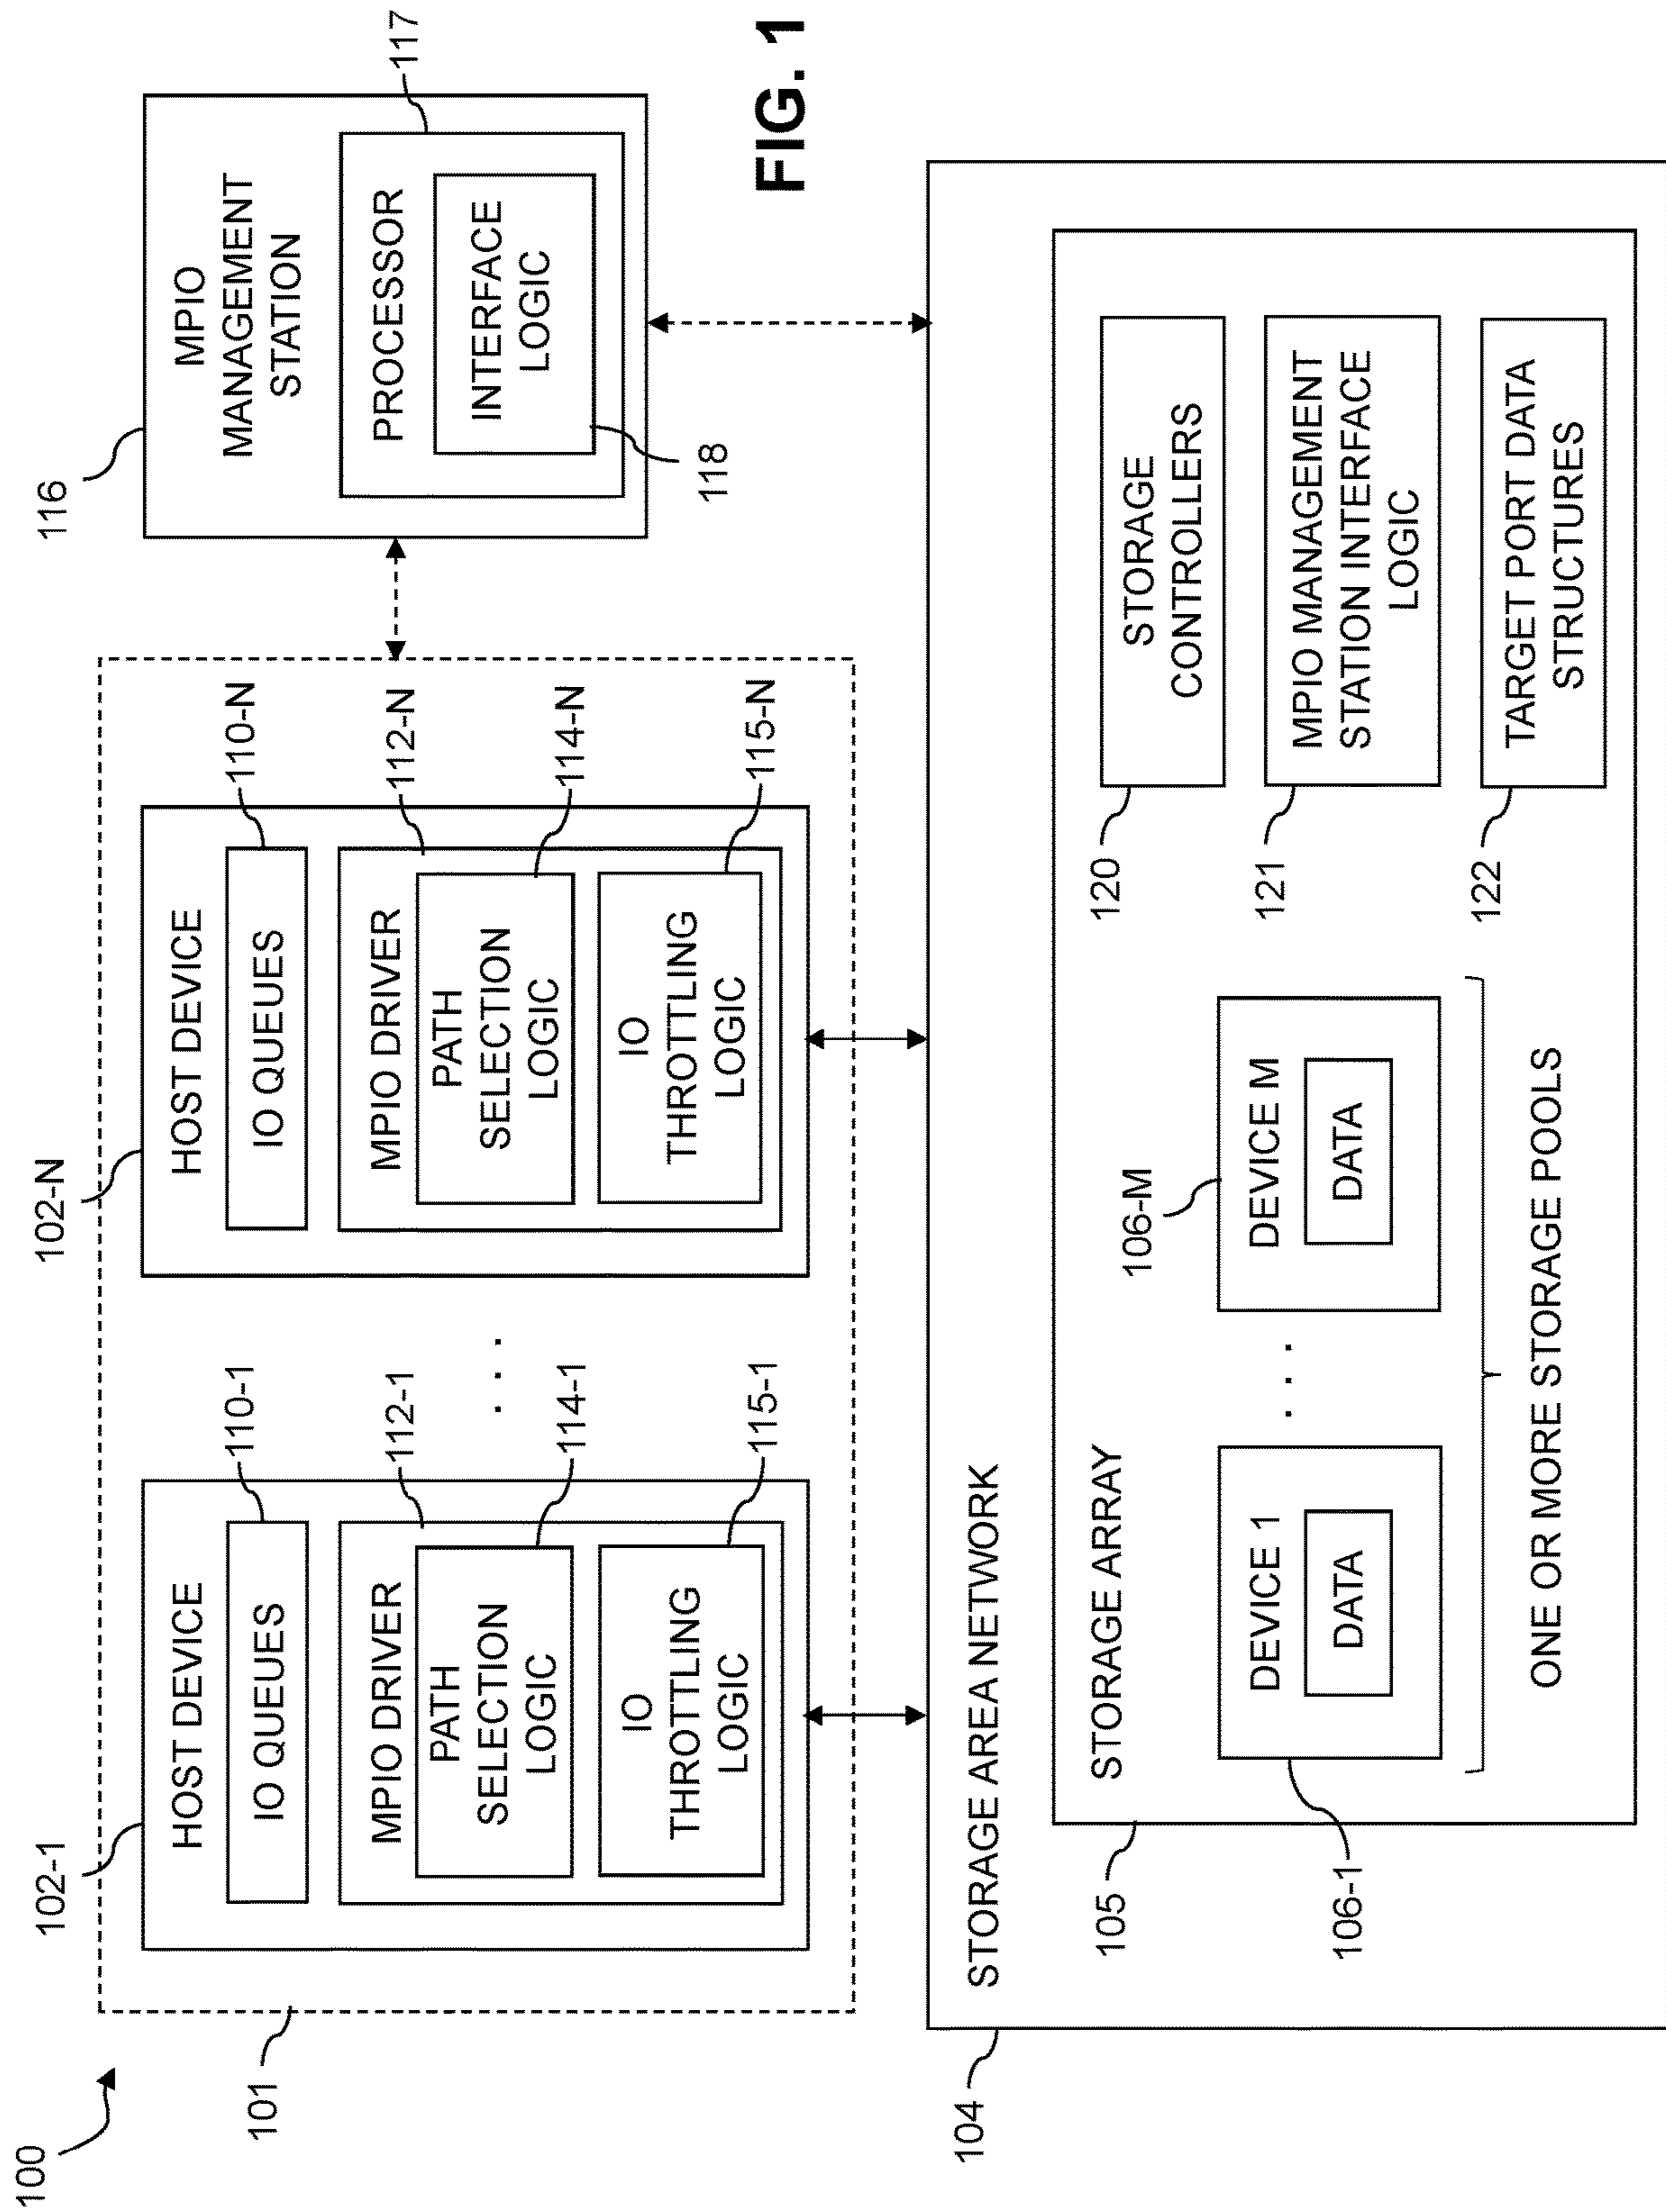 100
101
102-1
HOST DEVICE
IO QUEUES
110-1
MPIO DRIVER
112-1
PATH
SELECTION
LOGIC
114-1
IO
THROTTLING
LOGIC
115-1
. . .
102-N
HOST DEVICE
IO QUEUES
110-N
MPIO DRIVER
112-N
PATH
SELECTION
LOGIC
114-N
IO
THROTTLING
LOGIC
115-N
116
MPIO
MANAGEMENT
STATION
PROCESSOR
117
INTERFACE
LOGIC
118
FIG. 1
104
STORAGE AREA NETWORK
105
STORAGE ARRAY
106-1
DEVICE 1
DATA
. . .
106-M
DEVICE M
DATA
ONE OR MORE STORAGE POOLS
120
STORAGE
CONTROLLERS
121
MPIO MANAGEMENT
STATION INTERFACE
LOGIC
122
TARGET PORT DATA
STRUCTURES